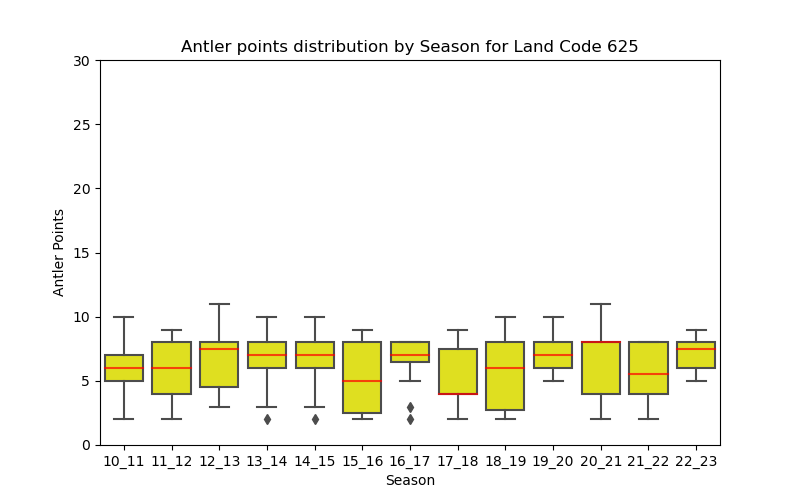 Antler points distribution by Season for Land Code 625
30
25
20
15
10
5
0
Antler Points
10_11 11_12 12_13 13_14 14_15 15_16 16_17 17_18 18_19 19_20 20_21 21_22 22_23
Season